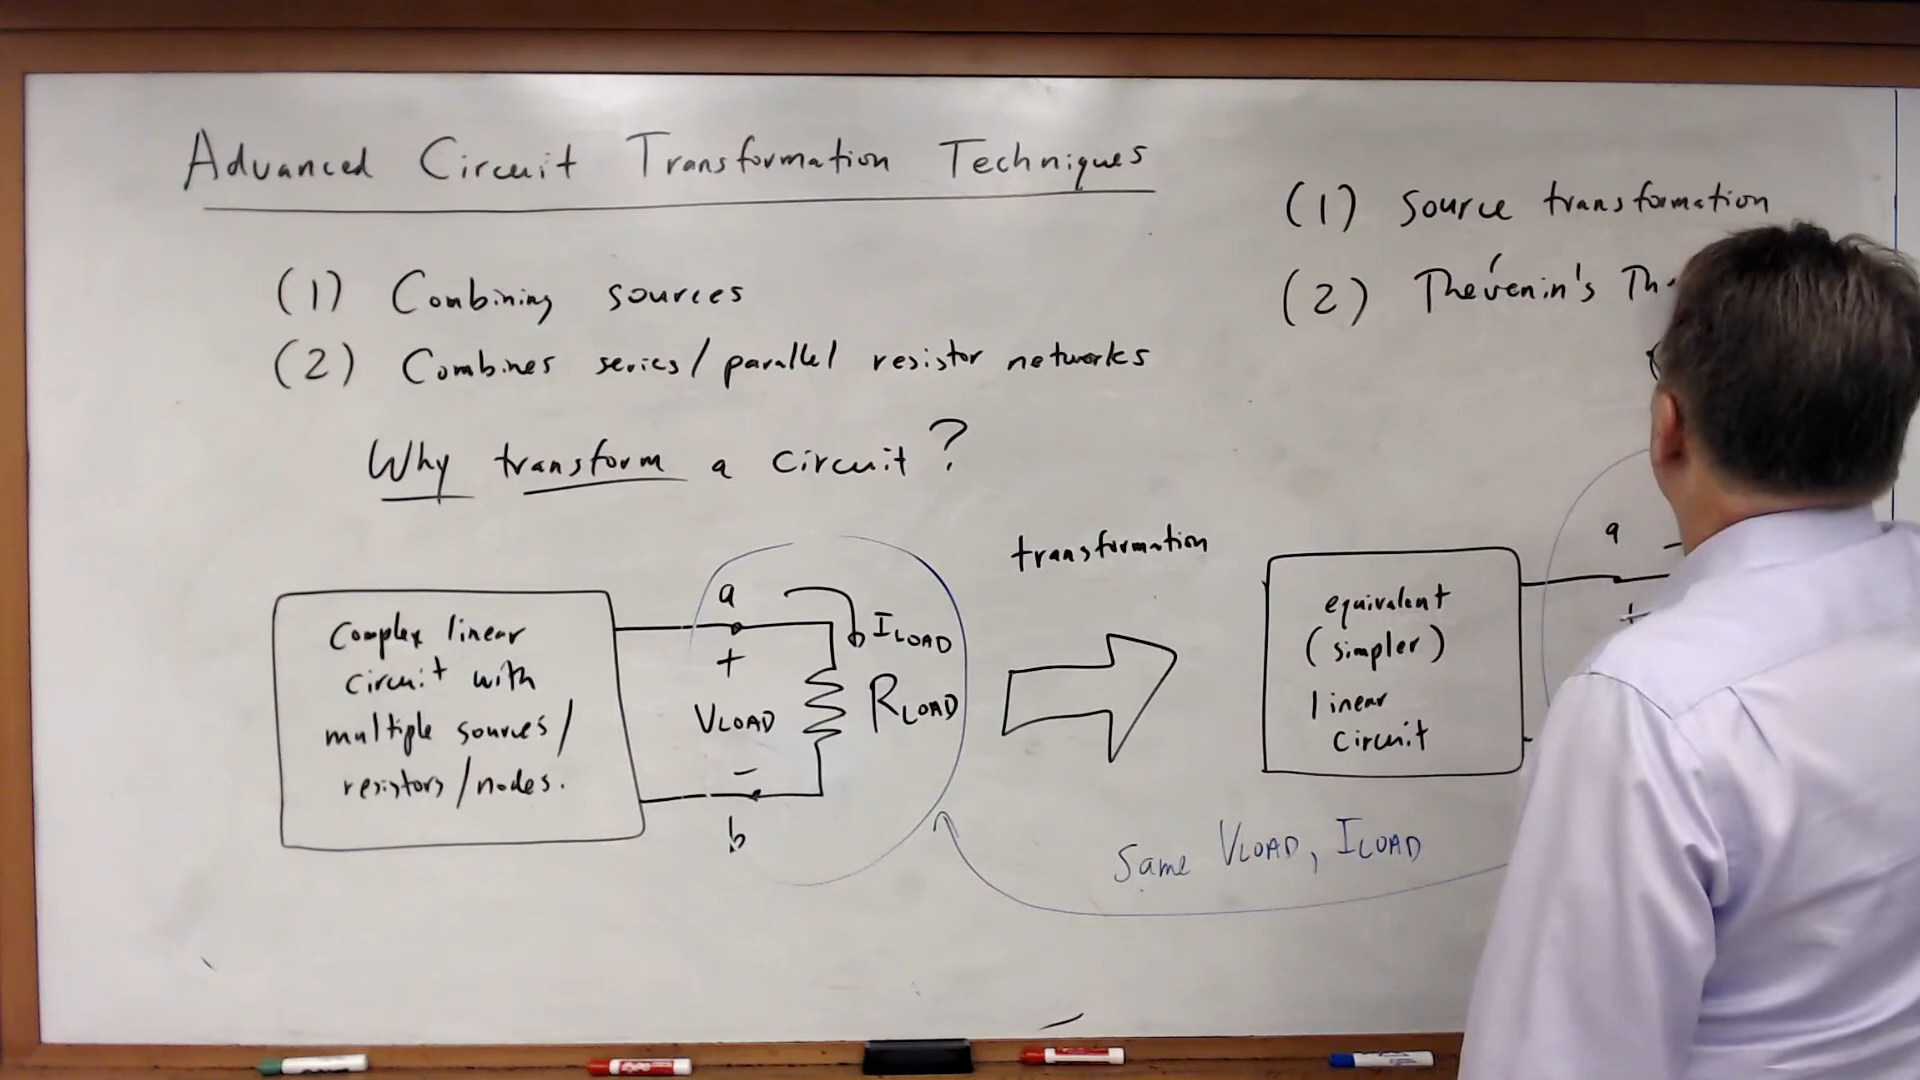 Advanced Circuit Transformation Techniques
(1) Combining sources
(2) Combines series/parallel resistor networks
Why transform a circuit?
(1) Source transformation
(2) Thévenin's
Complex linear
circuit with
multiple sources/
resistors/nodes.
a
+
VLOAD
−
b
ILOAD
RLOAD
transformation
equivalent
(simpler)
linear
circuit
a
+
Same VLOAD, ILOAD